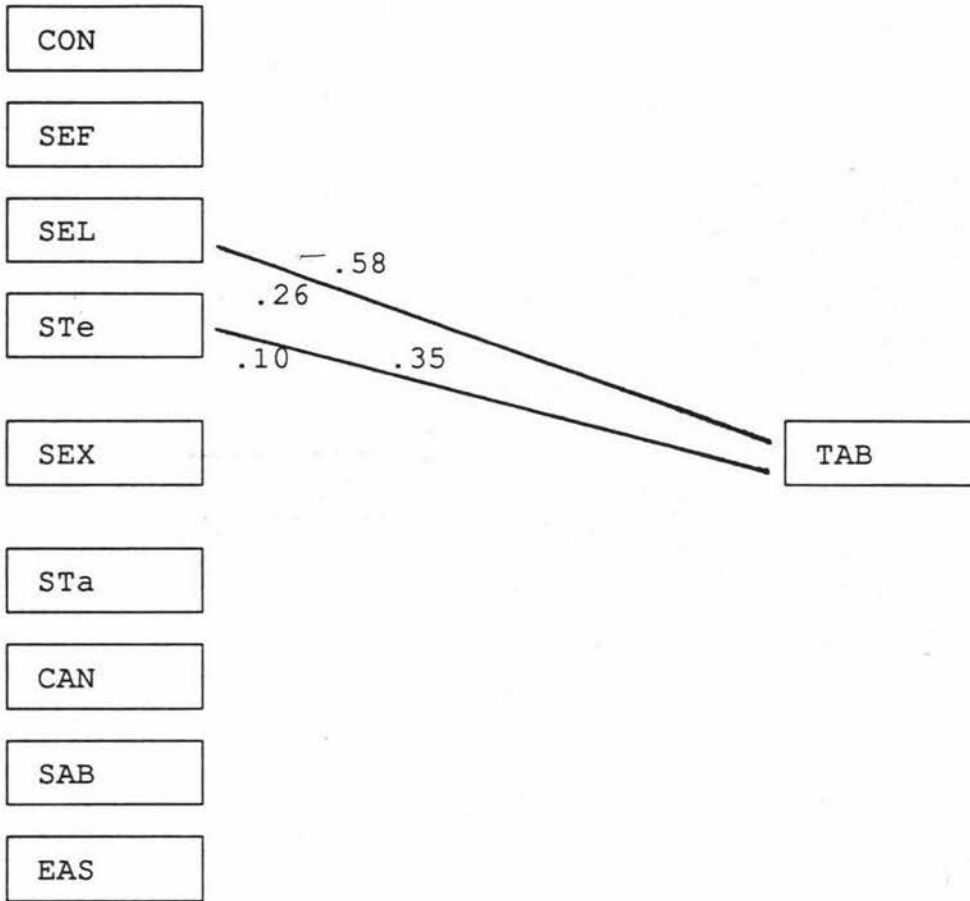 CON
SEF
SEL
— .58
.26
STe
.10 .35
SEX
TAB
STa
CAN
SAB
EAS